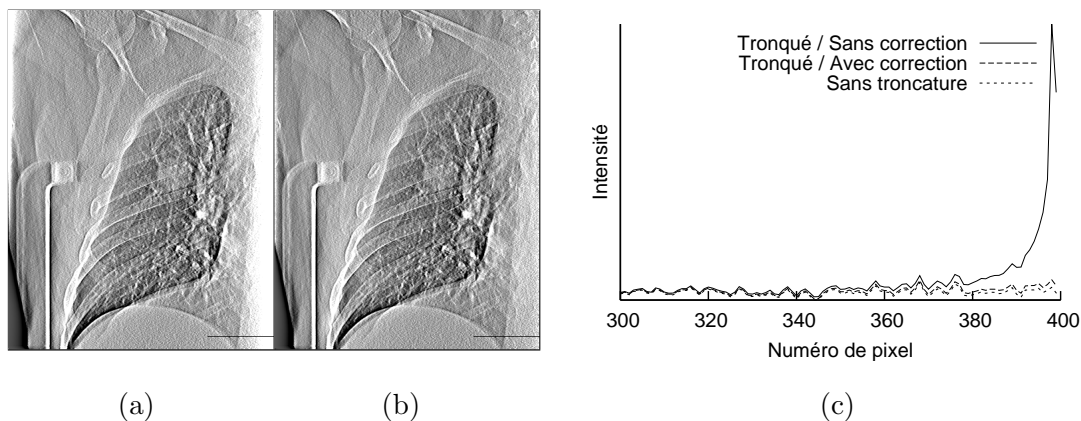 Tronqué / Sans correction
Tronqué / Avec correction
Sans troncature
Intensité
300 320 340 360 380 400
Numéro de pixel
(a) (b) (c)